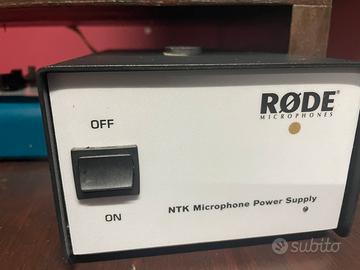 RØDE®
MICROPHONES
OFF
ON
NTK Microphone Power Supply
subito